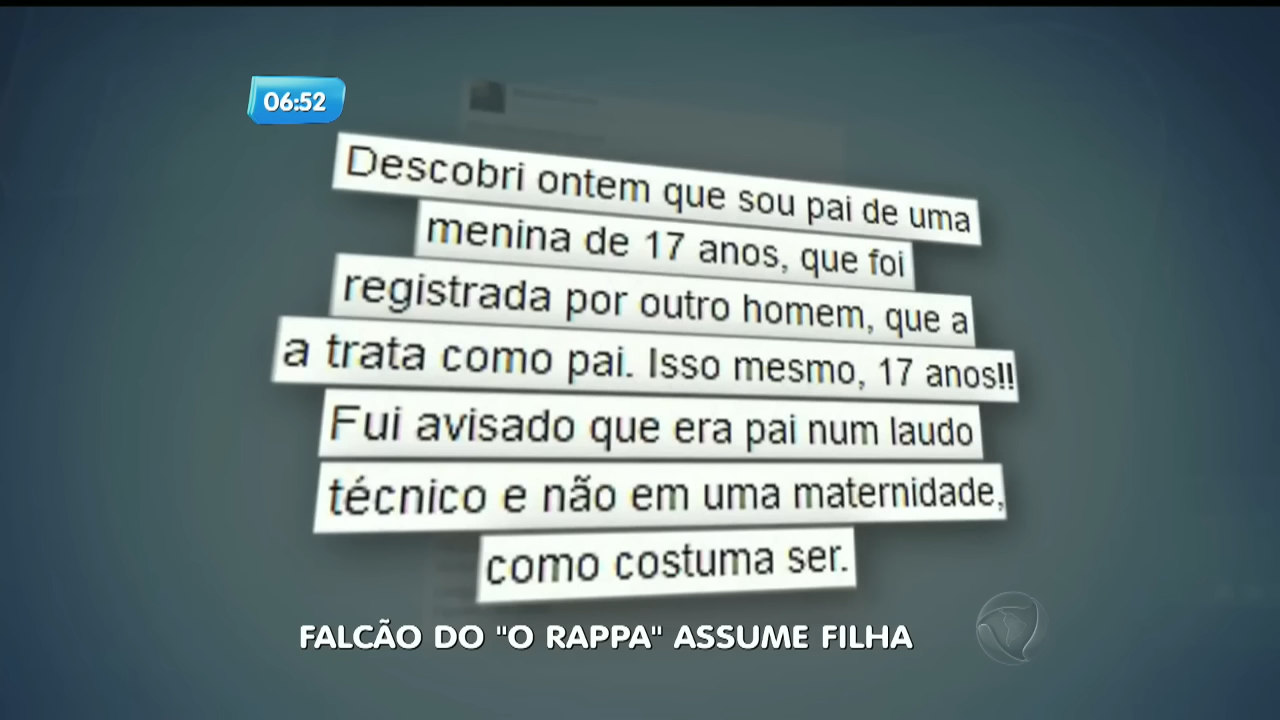 06:52
Descobri ontem que sou pai de uma
menina de 17 anos, que foi
registrada por outro homem, que a
a trata como pai. Isso mesmo, 17 anos!!
Fui avisado que era pai num laudo
técnico e não em uma maternidade,
como costuma ser.
FALCÃO DO "O RAPPA" ASSUME FILHA